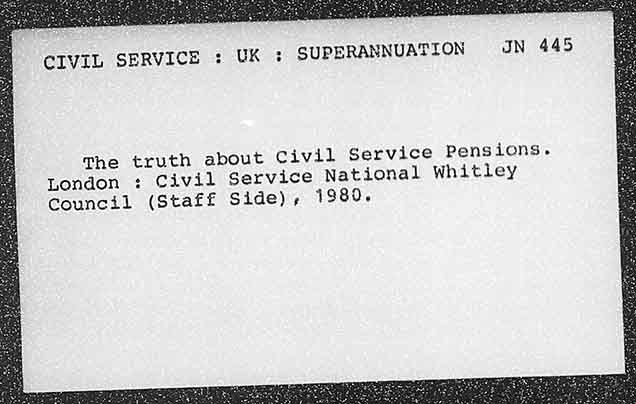 CIVIL SERVICE : UK : SUPERANNUATION JN 445
The truth about Civil Service Pensions.
London : Civil Service National Whitley
Council (Staff Side), 1980.